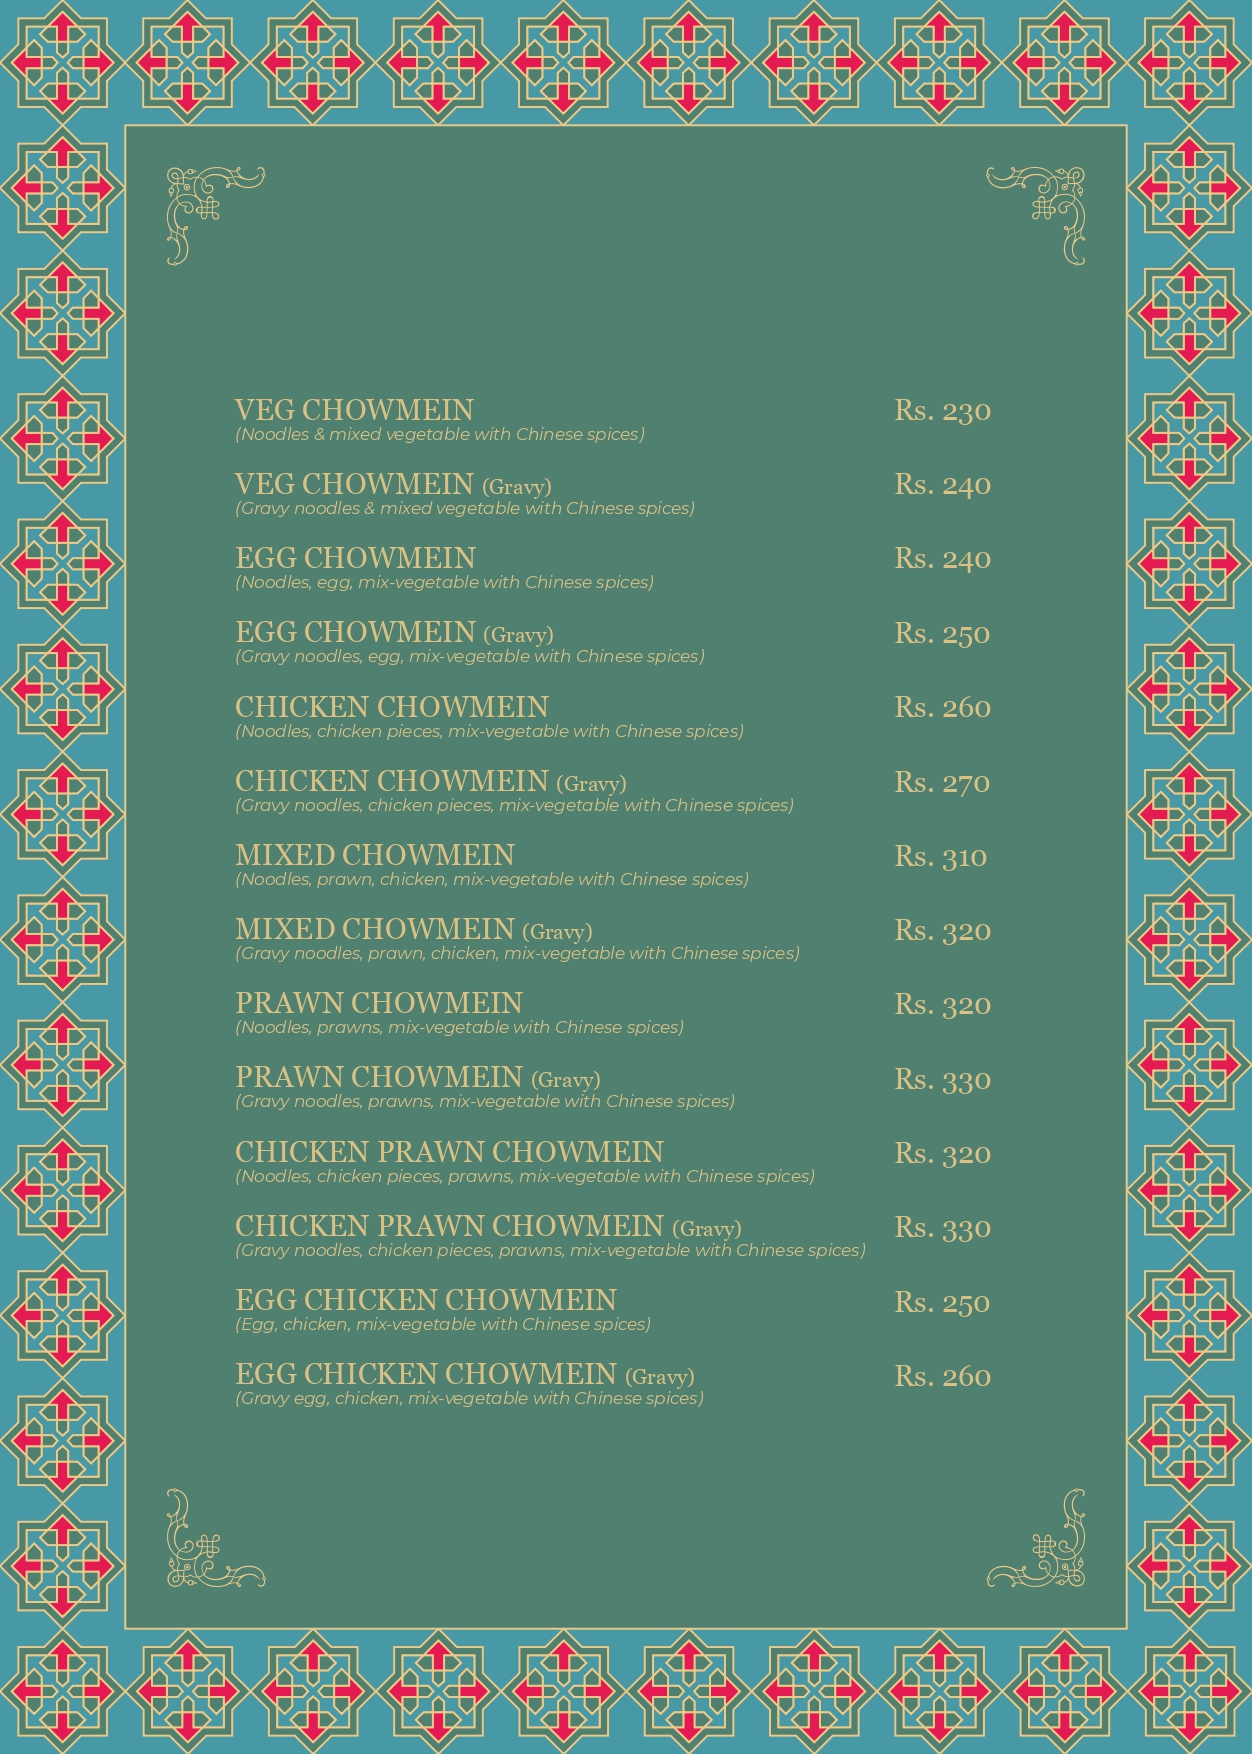 VEG CHOWMEIN Rs. 230
(Noodles & mixed vegetable with Chinese spices)
VEG CHOWMEIN (Gravy) Rs. 240
(Gravy noodles & mixed vegetable with Chinese spices)
EGG CHOWMEIN Rs. 240
(Noodles, egg, mix-vegetable with Chinese spices)
EGG CHOWMEIN (Gravy) Rs. 250
(Gravy noodles, egg, mix-vegetable with Chinese spices)
CHICKEN CHOWMEIN Rs. 260
(Noodles, chicken pieces, mix-vegetable with Chinese spices)
CHICKEN CHOWMEIN (Gravy) Rs. 270
(Gravy noodles, chicken pieces, mix-vegetable with Chinese spices)
MIXED CHOWMEIN Rs. 310
(Noodles, prawn, chicken, mix-vegetable with Chinese spices)
MIXED CHOWMEIN (Gravy) Rs. 320
(Gravy noodles, prawn, chicken, mix-vegetable with Chinese spices)
PRAWN CHOWMEIN Rs. 320
(Noodles, prawns, mix-vegetable with Chinese spices)
PRAWN CHOWMEIN (Gravy) Rs. 330
(Gravy noodles, prawns, mix-vegetable with Chinese spices)
CHICKEN PRAWN CHOWMEIN Rs. 320
(Noodles, chicken pieces, prawns, mix-vegetable with Chinese spices)
CHICKEN PRAWN CHOWMEIN (Gravy) Rs. 330
(Gravy noodles, chicken pieces, prawns, mix-vegetable with Chinese spices)
EGG CHICKEN CHOWMEIN Rs. 250
(Egg, chicken, mix-vegetable with Chinese spices)
EGG CHICKEN CHOWMEIN (Gravy) Rs. 260
(Gravy egg, chicken, mix-vegetable with Chinese spices)